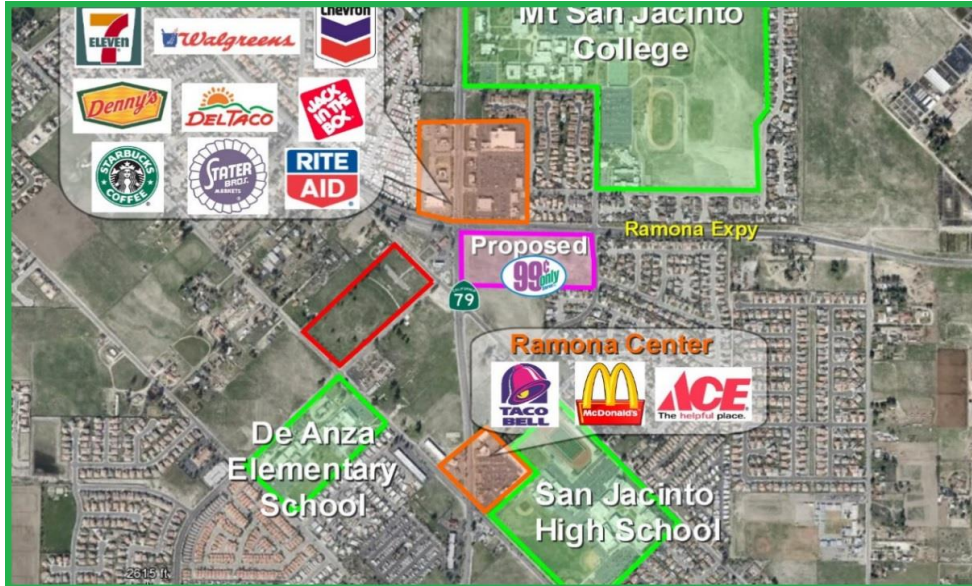 Mt San Jacinto
College
7
ELEVEN
Walgreens
Chevron
Denny's
DEL TACO
JACK
IN THE
BOX
STARBUCKS
COFFEE
STATER
BROS.
MARKETS
RITE
AID
Ramona Expy
Proposed
99¢
only
79
Ramona Center
TACO
BELL
McDonald's
ACE
The helpful place.
De Anza
Elementary
School
San Jacinto
High School
2615 ft